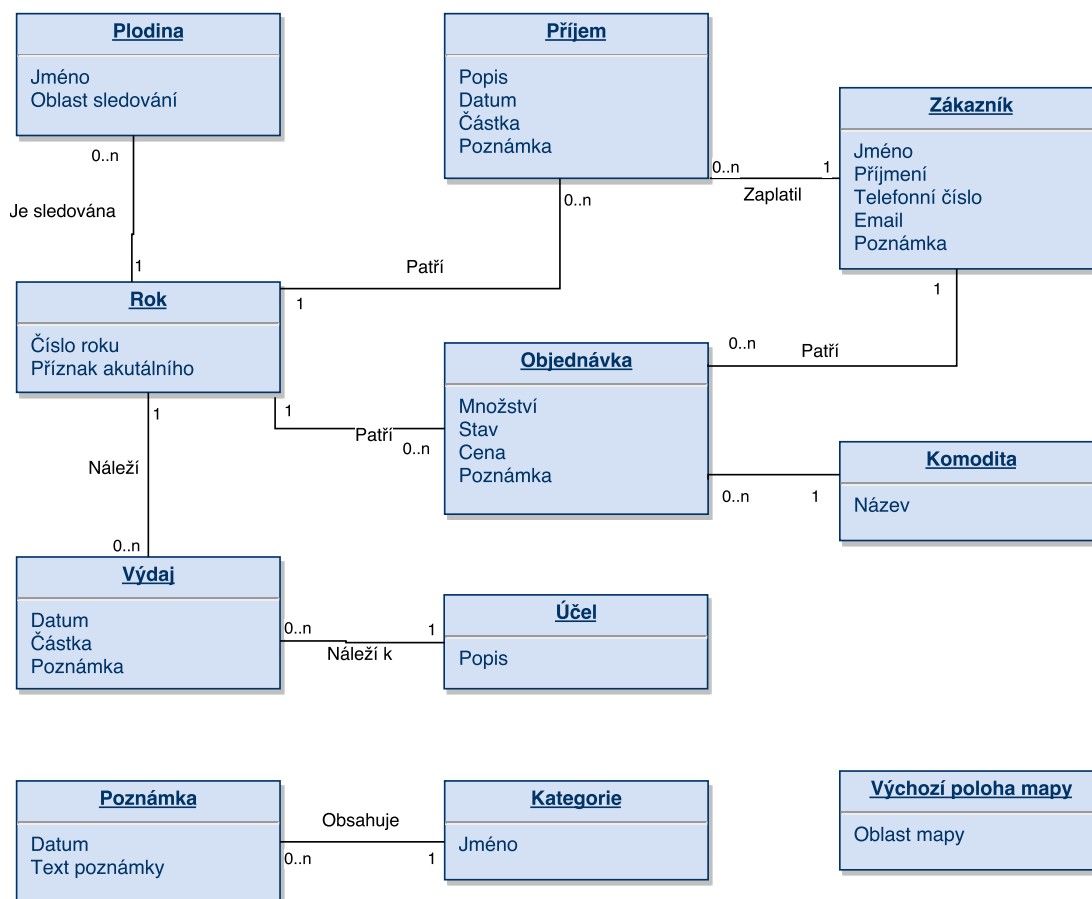 Plodina
Jméno
Oblast sledování
0..n
Je sledována
1
Rok
Číslo roku
Příznak akutálního
1
Náleží
0..n
Výdaj
Datum
Částka
Poznámka
0..n
1
Náleží k
Účel
Popis
Příjem
Popis
Datum
Částka
Poznámka
0..n
Patří
1
0..n
1
Zaplatil
Zákazník
Jméno
Příjmení
Telefonní číslo
Email
Poznámka
1
0..n
Patří
Objednávka
Množství
Stav
Cena
Poznámka
1
Patří
0..n
0..n
1
Komodita
Název
Poznámka
Datum
Text poznámky
Obsahuje
0..n
1
Kategorie
Jméno
Výchozí poloha mapy
Oblast mapy